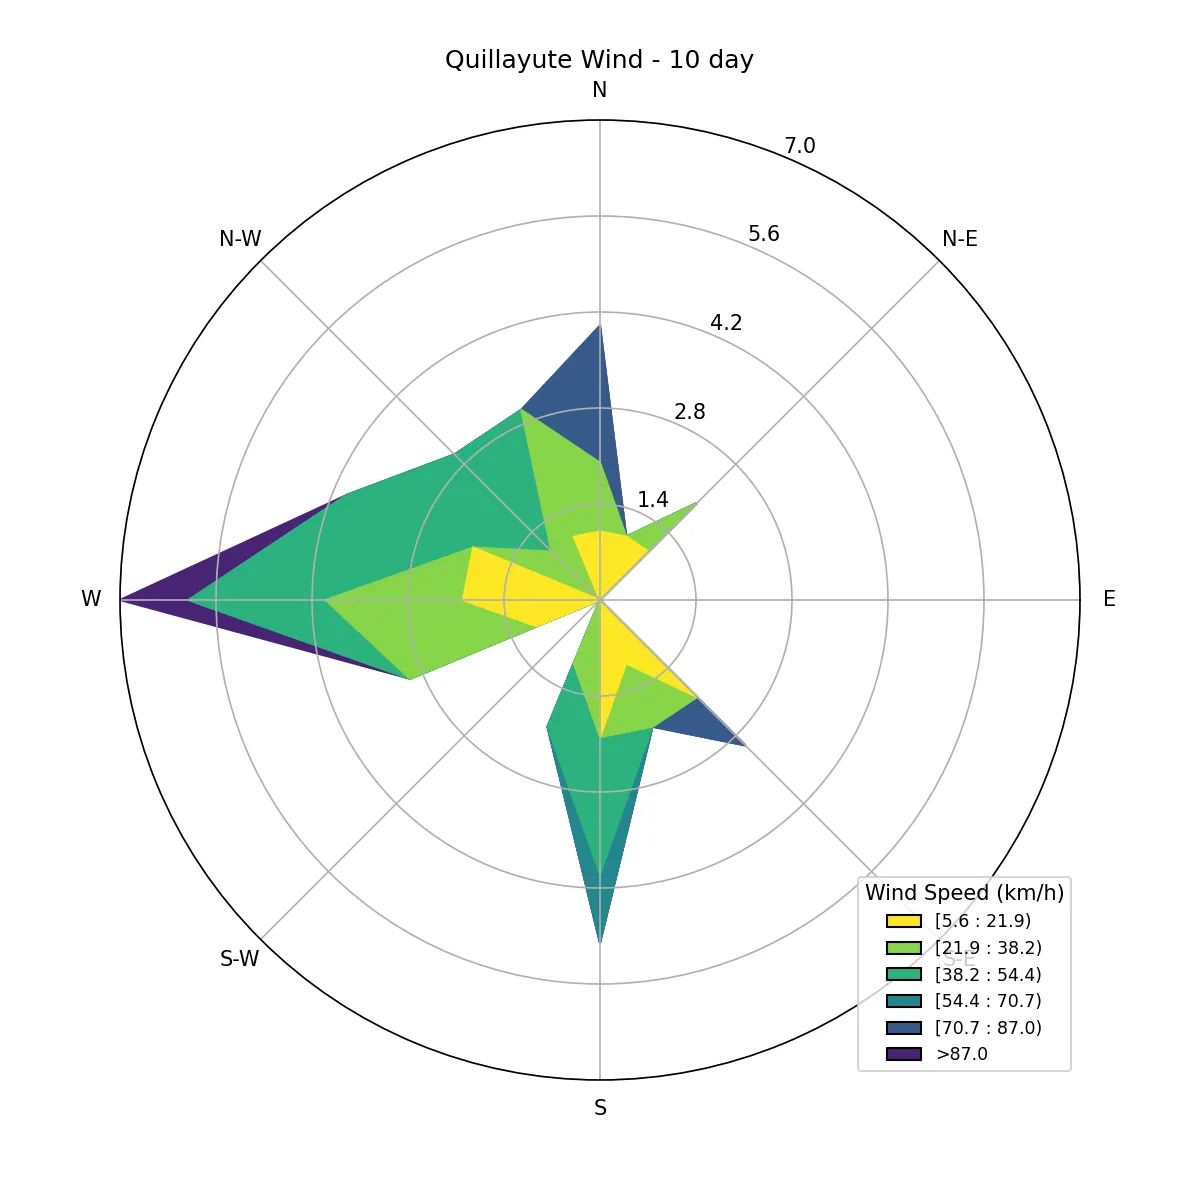 Quillayute Wind - 10 day
N
7.0
N-W
5.6
N-E
4.2
2.8
1.4
W
E
S-W
S-E
S
Wind Speed (km/h)
[5.6 : 21.9)
[21.9 : 38.2)
[38.2 : 54.4)
[54.4 : 70.7)
[70.7 : 87.0)
>87.0